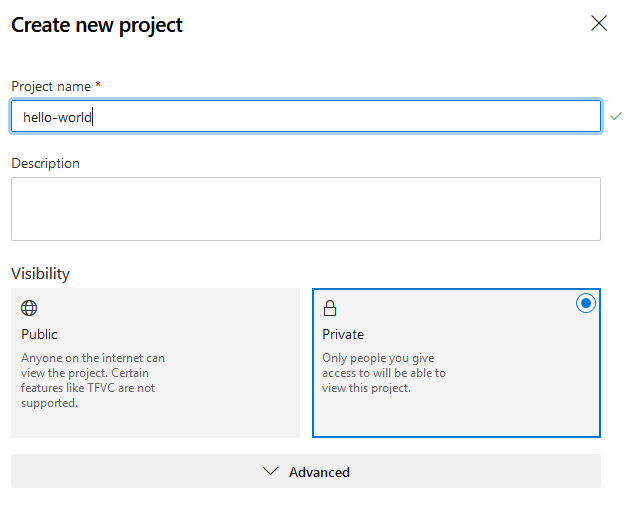 Create new project
Project name *
hello-world
Description
Visibility
Public
Anyone on the internet can
view the project. Certain
features like TFVC are not
supported.
Private
Only people you give
access to will be able to
view this project.
Advanced